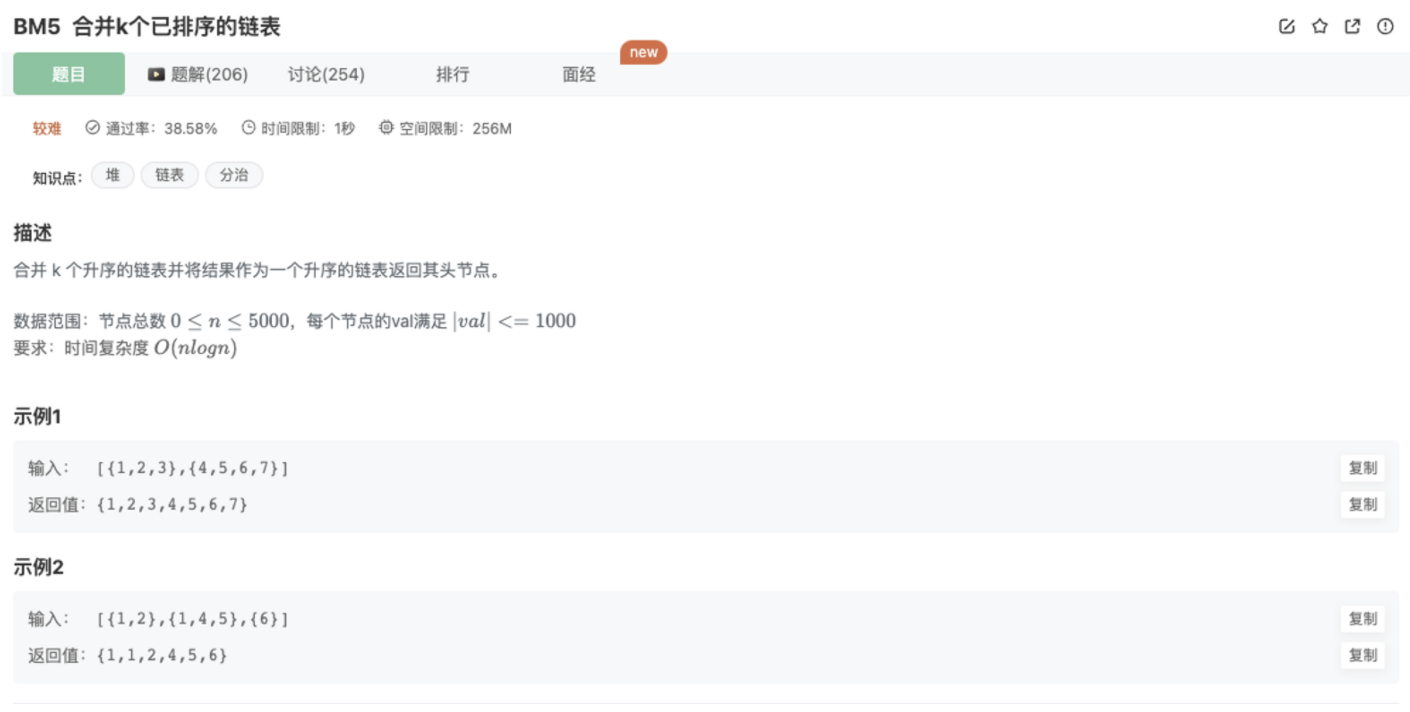 BM5 合并k个已排序的链表
题目 题解(206) 讨论(254) 排行 面经 new
较难 通过率：38.58% 时间限制：1秒 空间限制：256M
知识点： 堆 链表 分治
描述
合并 k 个升序的链表并将结果作为一个升序的链表返回其头节点。
数据范围：节点总数 0 ≤ n ≤ 5000，每个节点的val满足 |val| <= 1000
要求：时间复杂度 O(nlogn)
示例1
输入： [{1,2,3},{4,5,6,7}] 复制
返回值：{1,2,3,4,5,6,7} 复制
示例2
输入： [{1,2},{1,4,5},{6}] 复制
返回值：{1,1,2,4,5,6} 复制